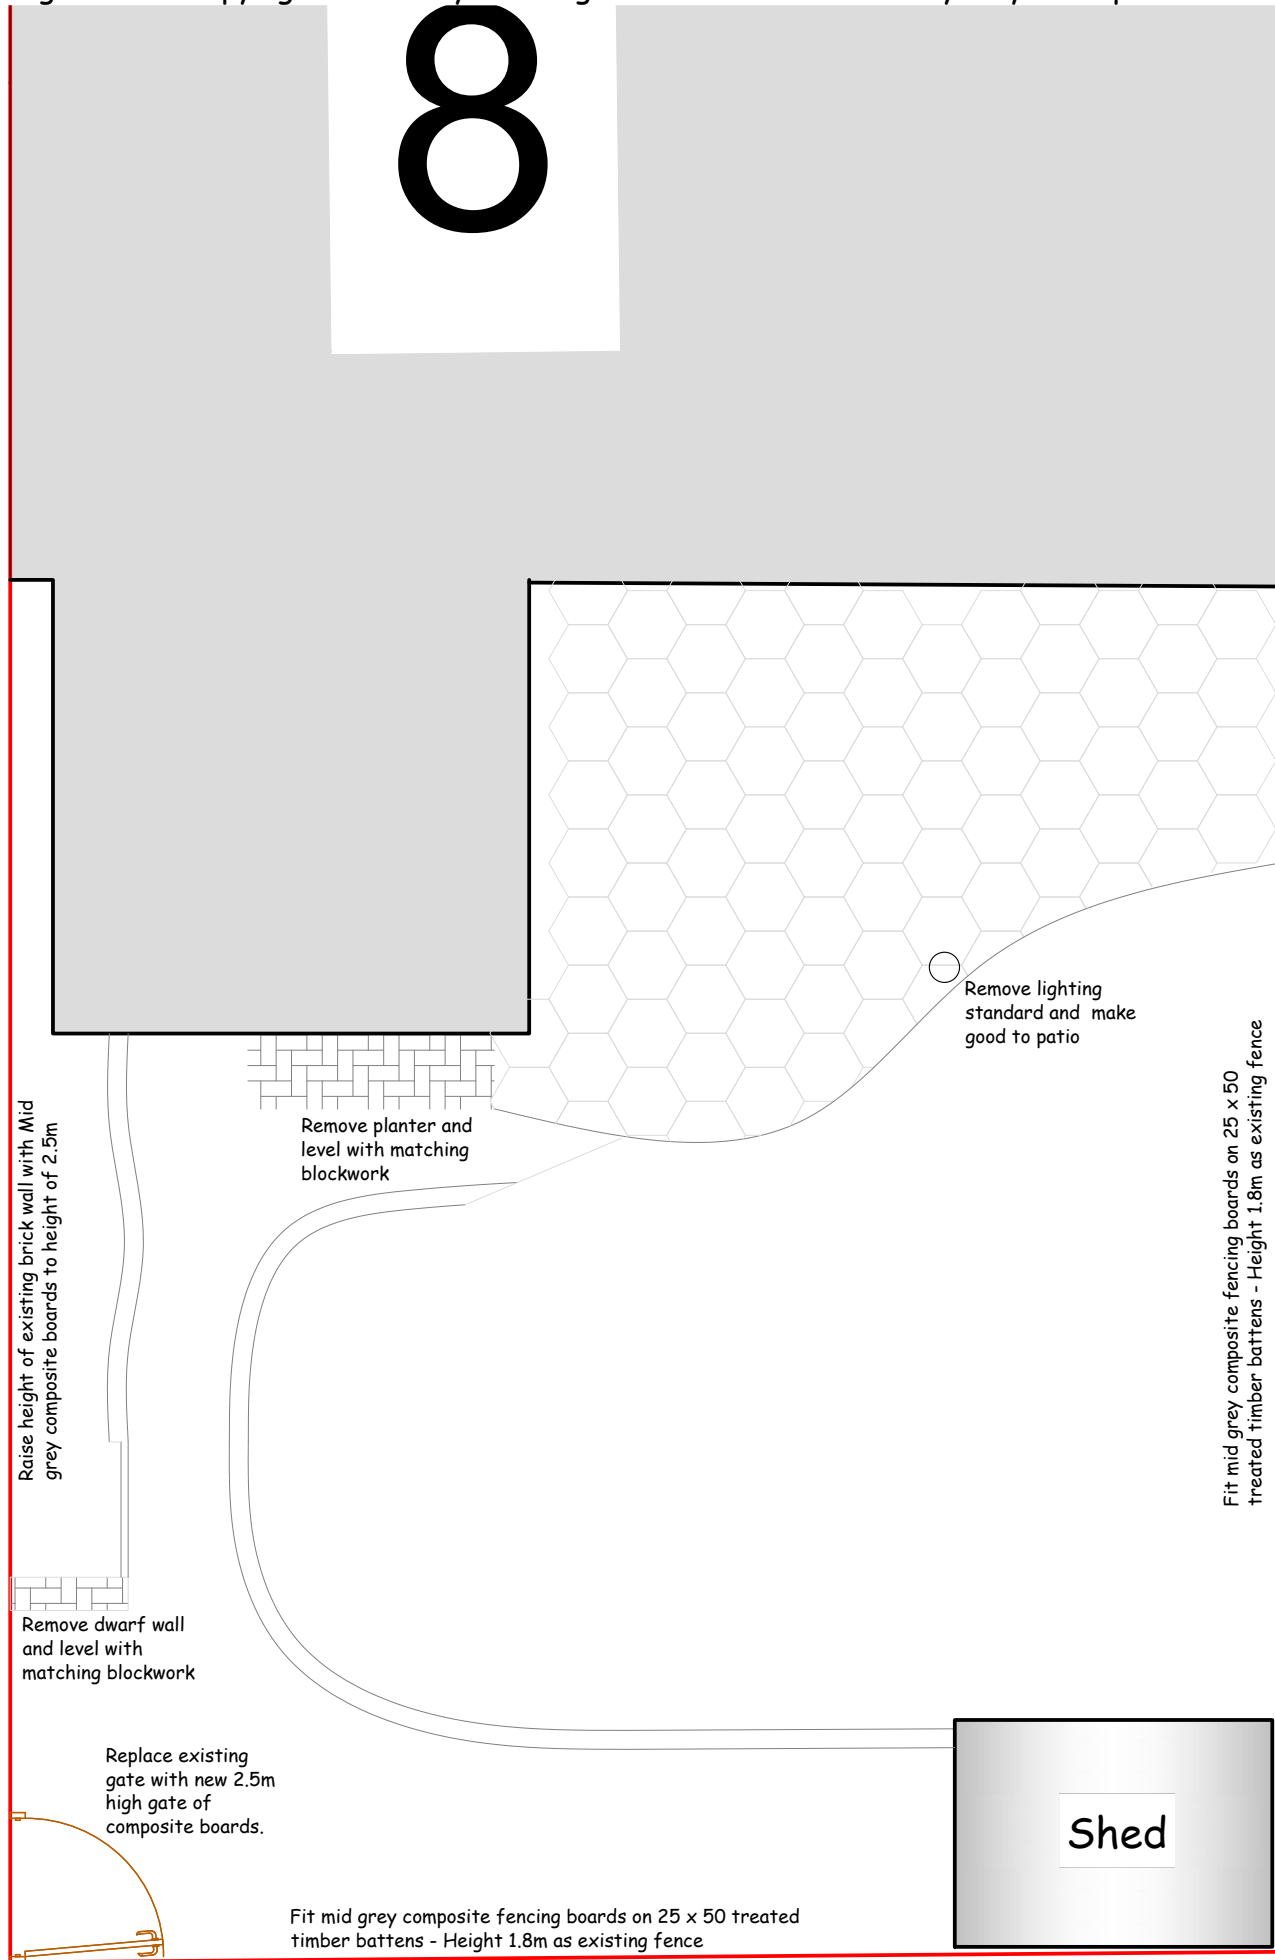 8
Remove lighting
standard and make
good to patio
Remove planter and
level with matching
blockwork
Raise height of existing brick wall with Mid
grey composite boards to height of 2.5m
Fit mid grey composite fencing boards on 25 x 50
treated timber battens - Height 1.8m as existing fence
Remove dwarf wall
and level with
matching blockwork
Replace existing
gate with new 2.5m
high gate of
composite boards.
Shed
Fit mid grey composite fencing boards on 25 x 50 treated
timber battens - Height 1.8m as existing fence